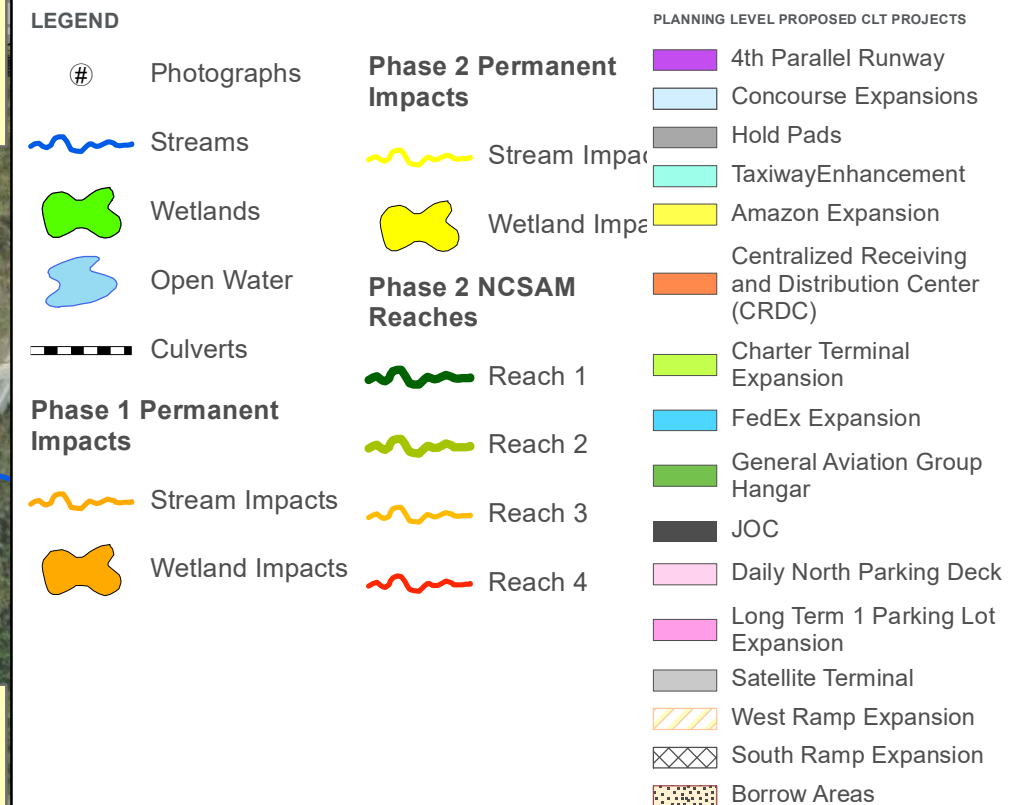 LEGEND
#
Photographs
Streams
Wetlands
Open Water
Culverts
Phase 1 Permanent
Impacts
Stream Impacts
Wetland Impacts
Phase 2 Permanent
Impacts
Stream Impac
Wetland Impa
Phase 2 NCSAM
Reaches
Reach 1
Reach 2
Reach 3
Reach 4
PLANNING LEVEL PROPOSED CLT PROJECTS
4th Parallel Runway
Concourse Expansions
Hold Pads
TaxiwayEnhancement
Amazon Expansion
Centralized Receiving
and Distribution Center
(CRDC)
Charter Terminal
Expansion
FedEx Expansion
General Aviation Group
Hangar
JOC
Daily North Parking Deck
Long Term 1 Parking Lot
Expansion
Satellite Terminal
West Ramp Expansion
South Ramp Expansion
Borrow Areas